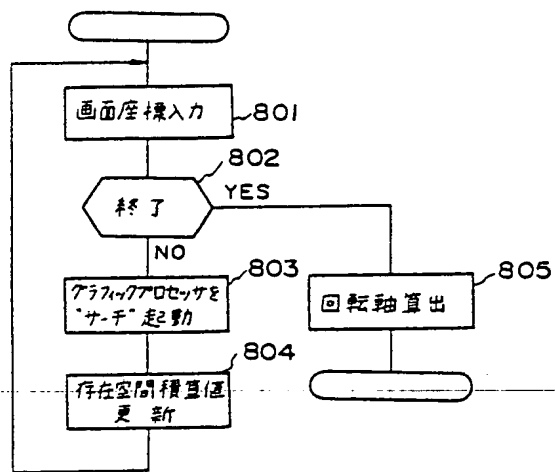 画面座標入力
801
802
終了
YES
NO
グラフィックプロセッサを
"サーチ"起動
803
805
回転軸算出
804
存在空間積算値
更新